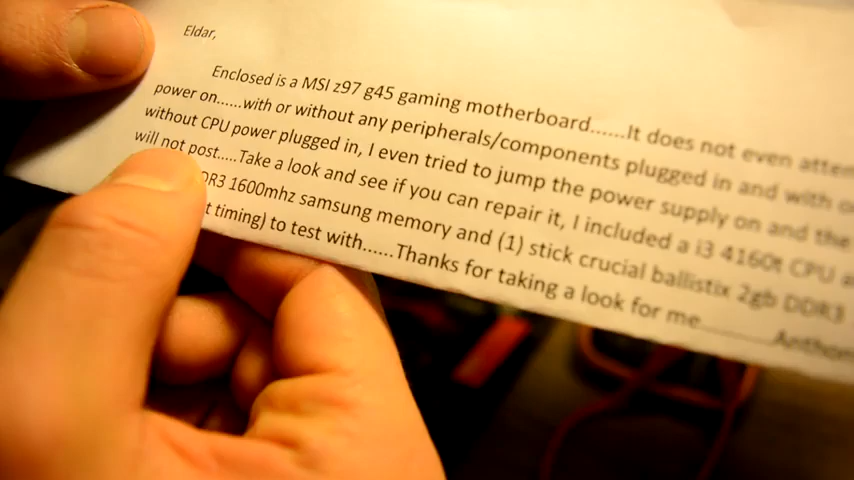 Eldar,
Enclosed is a MSI z97 g45 gaming motherboard......It does not even
power on......with or without any peripherals/components plugged in and with
without CPU power plugged in, I even tried to jump the power supply on and the
will not post.....Take a look and see if you can repair it, I included a i3 4160t CPU
1600mhz samsung memory and (1) stick crucial ballistix 2gb DDR3
timing) to test with......Thanks for taking a look for me